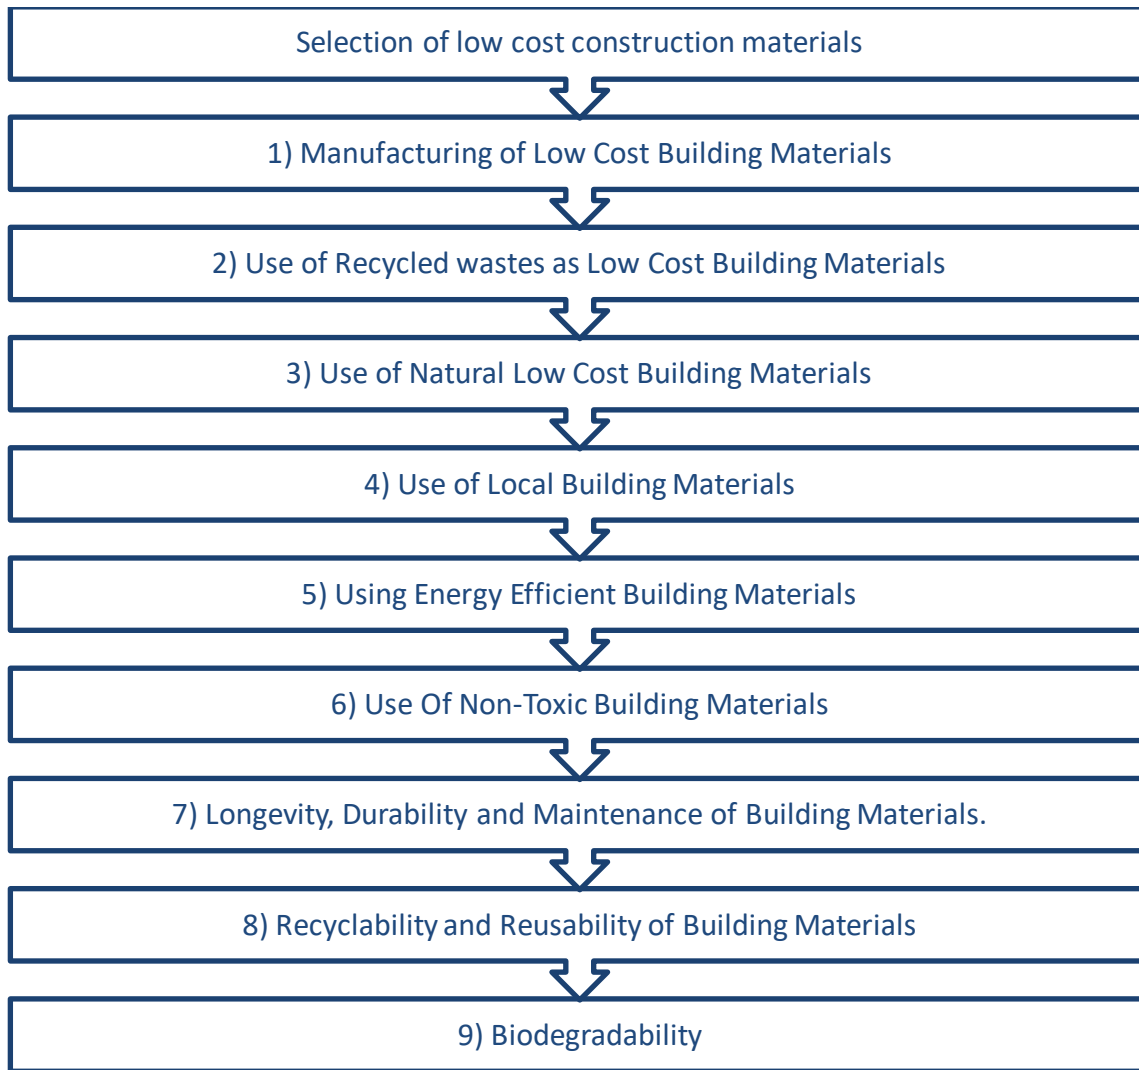 Selection of low cost construction materials
1) Manufacturing of Low Cost Building Materials
2) Use of Recycled wastes as Low Cost Building Materials
3) Use of Natural Low Cost Building Materials
4) Use of Local Building Materials
5) Using Energy Efficient Building Materials
6) Use Of Non-Toxic Building Materials
7) Longevity, Durability and Maintenance of Building Materials.
8) Recyclability and Reusability of Building Materials
9) Biodegradability